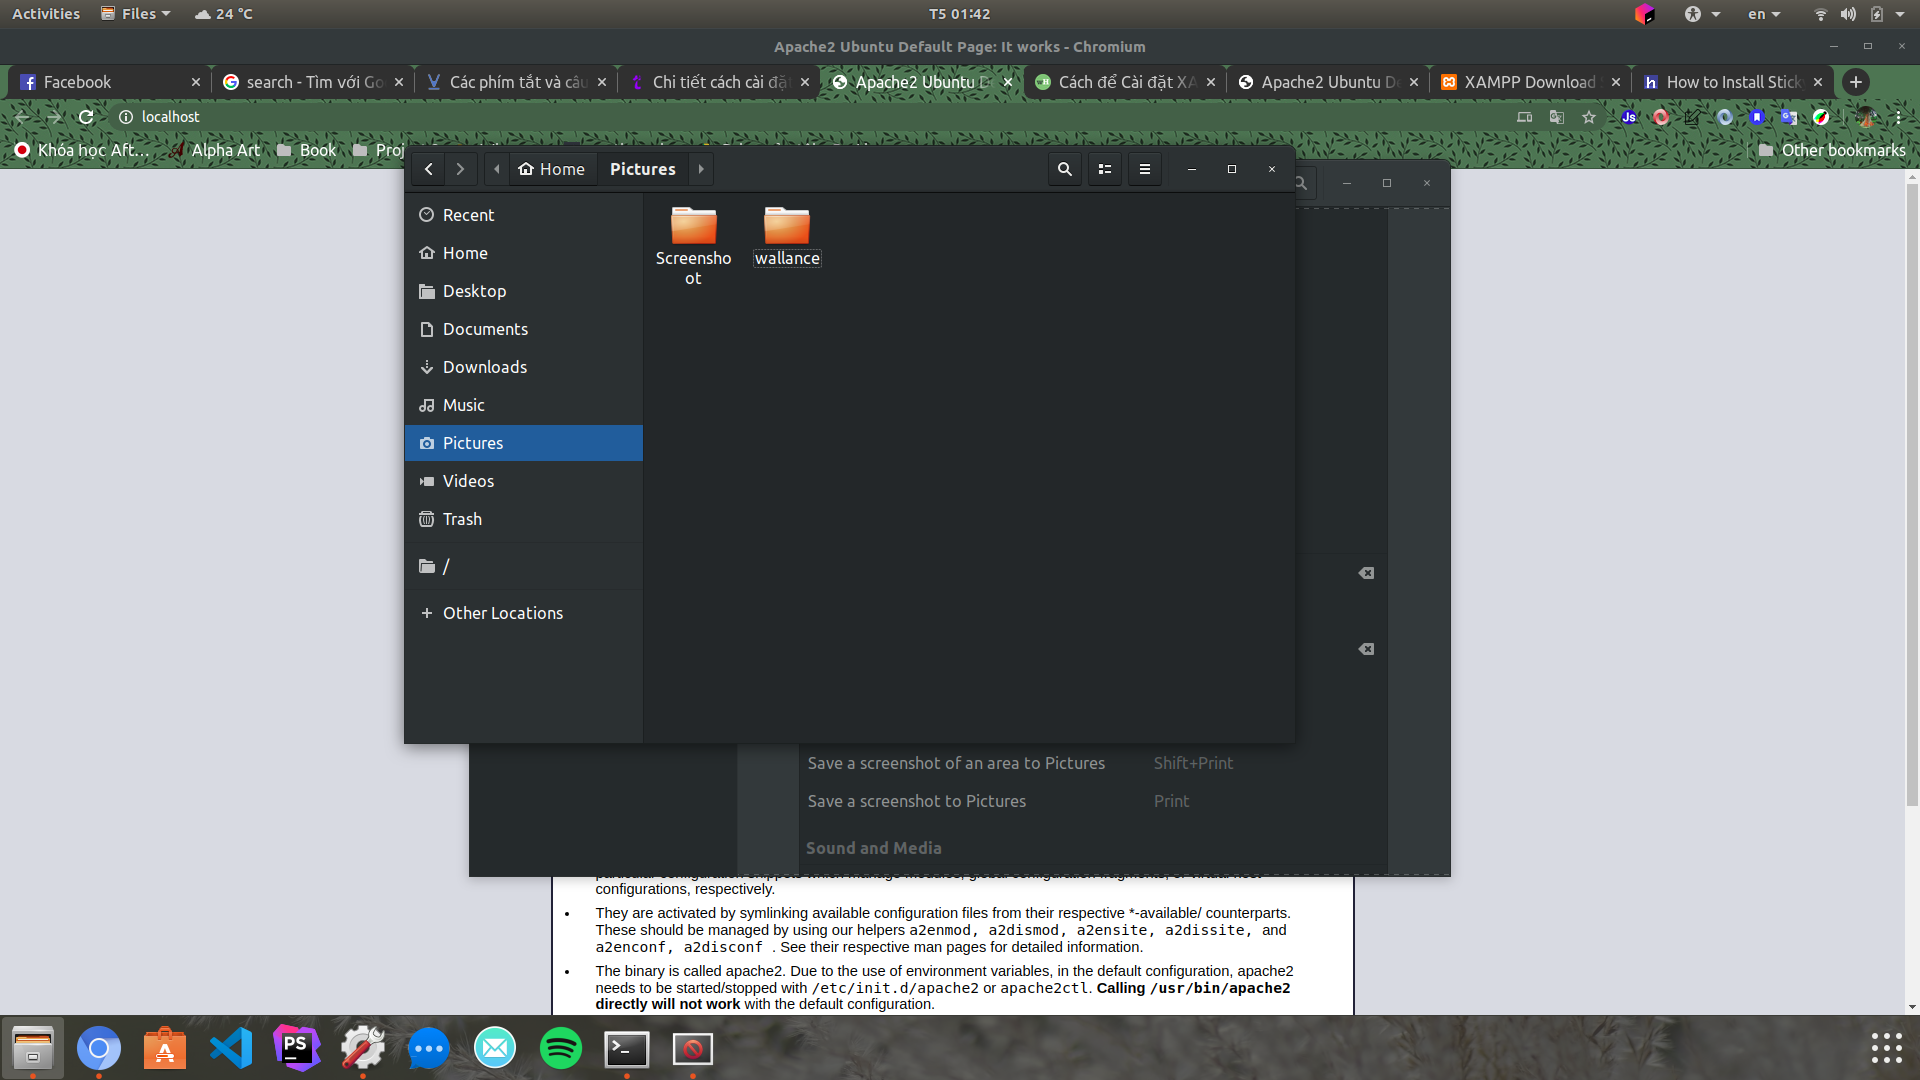 Activities
Files
24 °C
T5 01:42
en
Apache2 Ubuntu Default Page: It works - Chromium
Facebook
search - Tìm với Go
Các phím tắt và câu
Chi tiết cách cài đặt
Apache2 Ubuntu D
Cách để Cài đặt XA
Apache2 Ubuntu De
XAMPP Download
How to Install Stick
localhost
Khóa học Aft...
Alpha Art
Book
Proj
Other bookmarks
Home
Pictures
Recent
Home
Desktop
Documents
Downloads
Music
Pictures
Videos
Trash
/
Other Locations
Screensho
ot
wallance
Save a screenshot of an area to Pictures
Shift+Print
Save a screenshot to Pictures
Print
Sound and Media
configurations, respectively.
They are activated by symlinking available configuration files from their respective *-available/ counterparts.
These should be managed by using our helpers a2enmod, a2dismod, a2ensite, a2dissite, and
a2enconf, a2disconf . See their respective man pages for detailed information.
The binary is called apache2. Due to the use of environment variables, in the default configuration, apache2
needs to be started/stopped with /etc/init.d/apache2 or apache2ctl. Calling /usr/bin/apache2
directly will not work with the default configuration.
PS